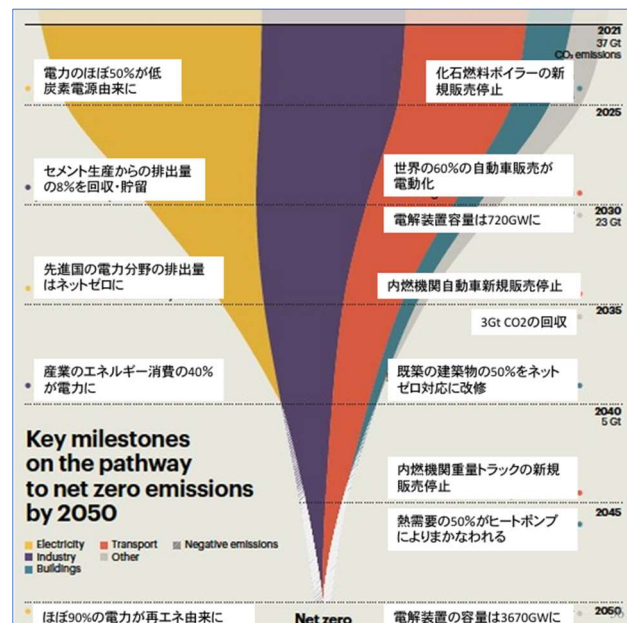 2021
37 Gt
CO₂ emissions
電力のほぼ50%が低
炭素電源由来に
化石燃料ボイラーの新
規販売停止
2025
セメント生産からの排出量
の8%を回収・貯留
世界の60%の自動車販売が
電動化
2030
23 Gt
電解装置容量は720GWに
先進国の電力分野の排出量
はネットゼロに
内燃機関自動車新規販売停止
2035
3Gt CO2の回収
産業のエネルギー消費の40%
が電力に
既築の建築物の50%をネット
ゼロ対応に改修
2040
5 Gt
Key milestones
on the pathway
to net zero emissions
by 2050
内燃機関重量トラックの新規
販売停止
2045
熱需要の50%がヒートポンプ
によりまかなわれる
Electricity
Transport
Negative emissions
Industry
Other
Buildings
2050
ほぼ90%の電力が再エネ由来に
Net zero
電解装置の容量は3670GWに